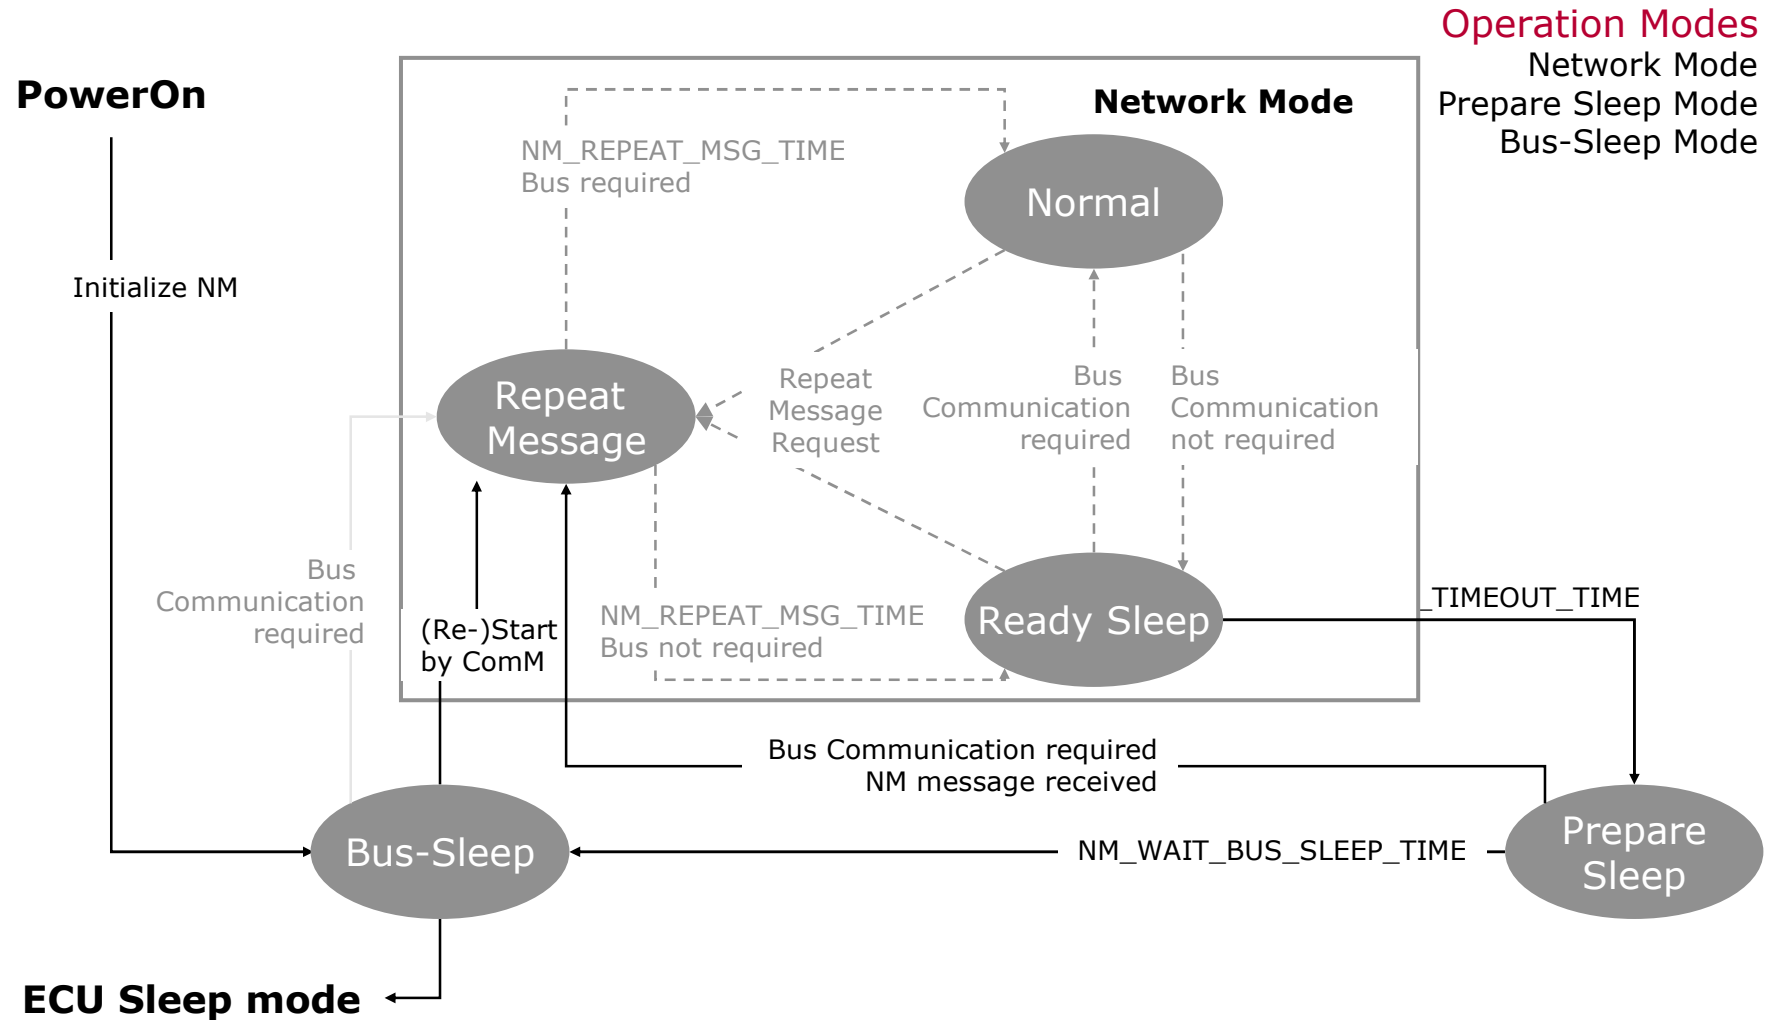 Operation Modes
Network Mode
Prepare Sleep Mode
Bus-Sleep Mode
PowerOn
Network Mode
NM_REPEAT_MSG_TIME
Bus required
Normal
Initialize NM
Repeat
Message
Repeat
Message
Request
Bus
Communication
required
Bus
Communication
not required
Bus
Communication
required
(Re-)Start
by ComM
NM_REPEAT_MSG_TIME
Bus not required
Ready Sleep
_TIMEOUT_TIME
Bus Communication required
NM message received
Bus-Sleep
NM_WAIT_BUS_SLEEP_TIME
Prepare
Sleep
ECU Sleep mode